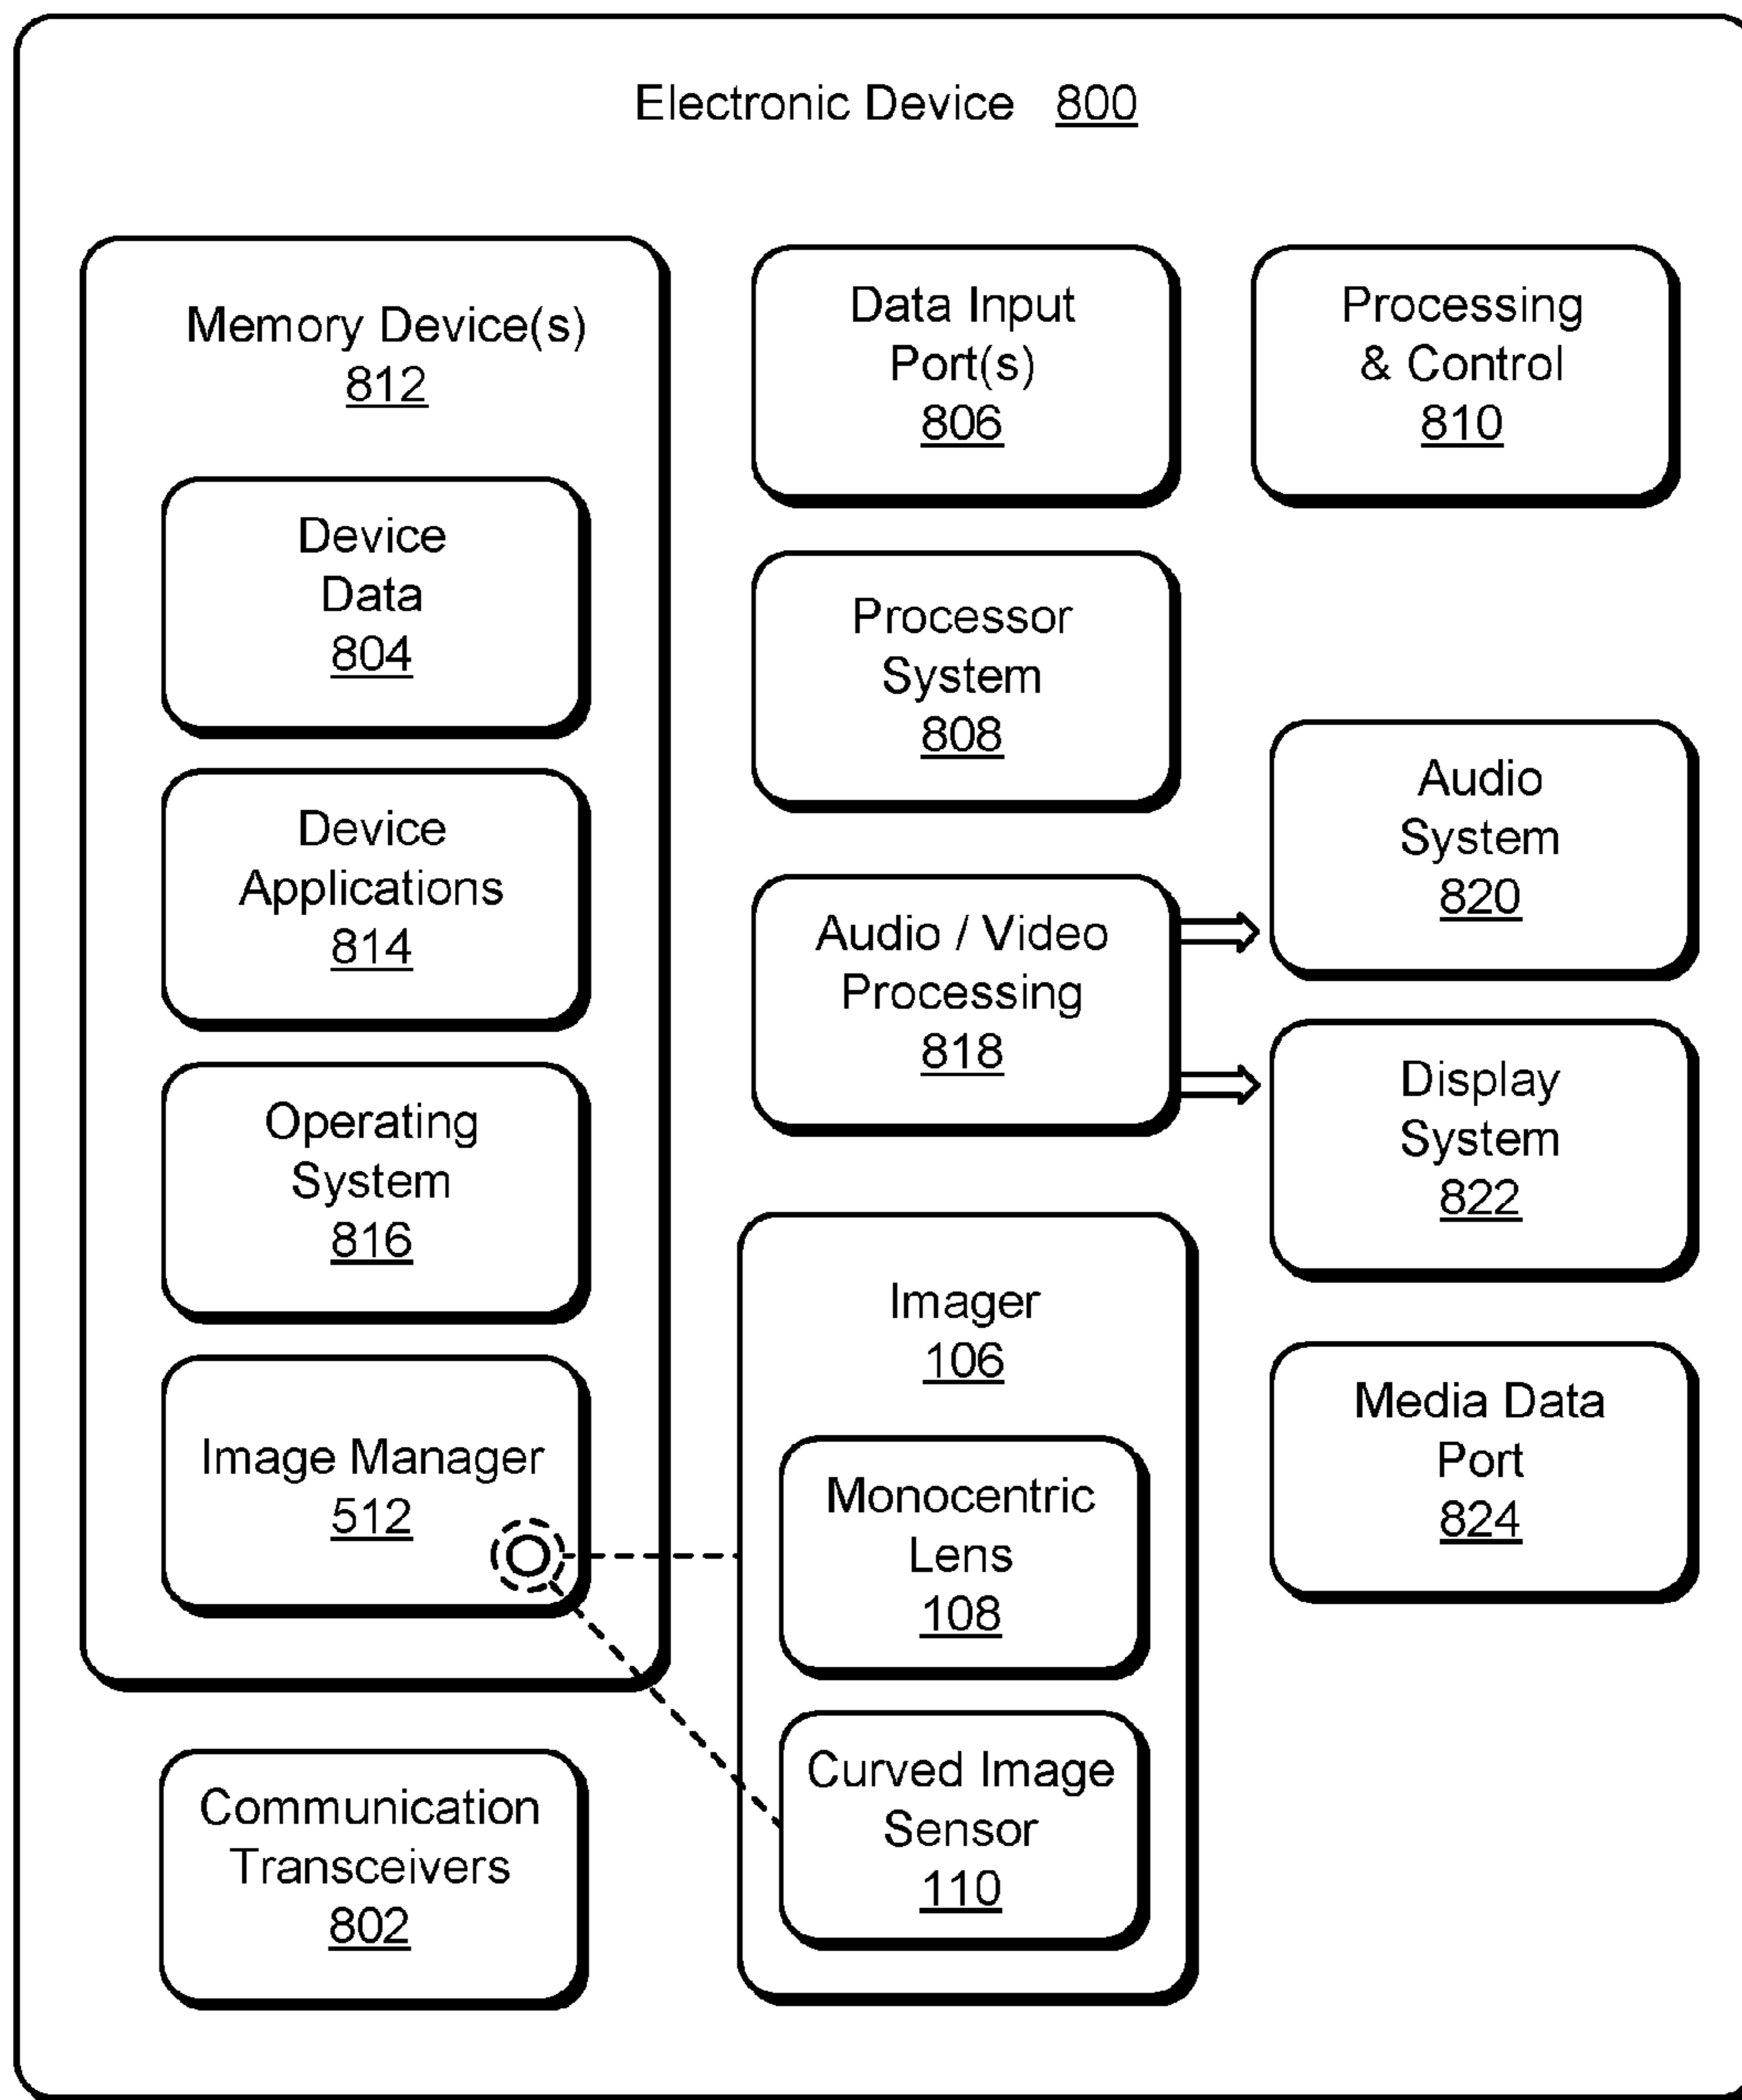 Electronic Device 800
Memory Device(s)
812
Device
Data
804
Device
Applications
814
Operating
System
816
Image Manager
512
Communication
Transceivers
802
Data Input
Port(s)
806
Processor
System
808
Audio / Video
Processing
818
Imager
106
Monocentric
Lens
108
Curved Image
Sensor
110
Processing
& Control
810
Audio
System
820
Display
System
822
Media Data
Port
824